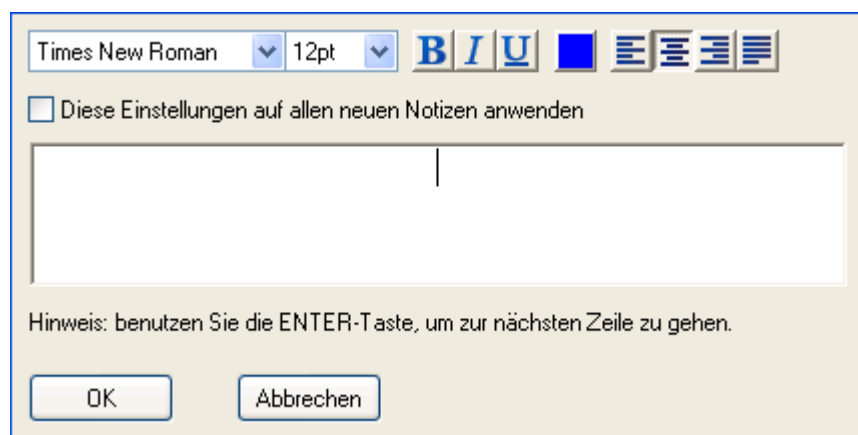 Times New Roman 12pt B I U
Diese Einstellungen auf allen neuen Notizen anwenden
Hinweis: benutzen Sie die ENTER-Taste, um zur nächsten Zeile zu gehen.
OK Abbrechen